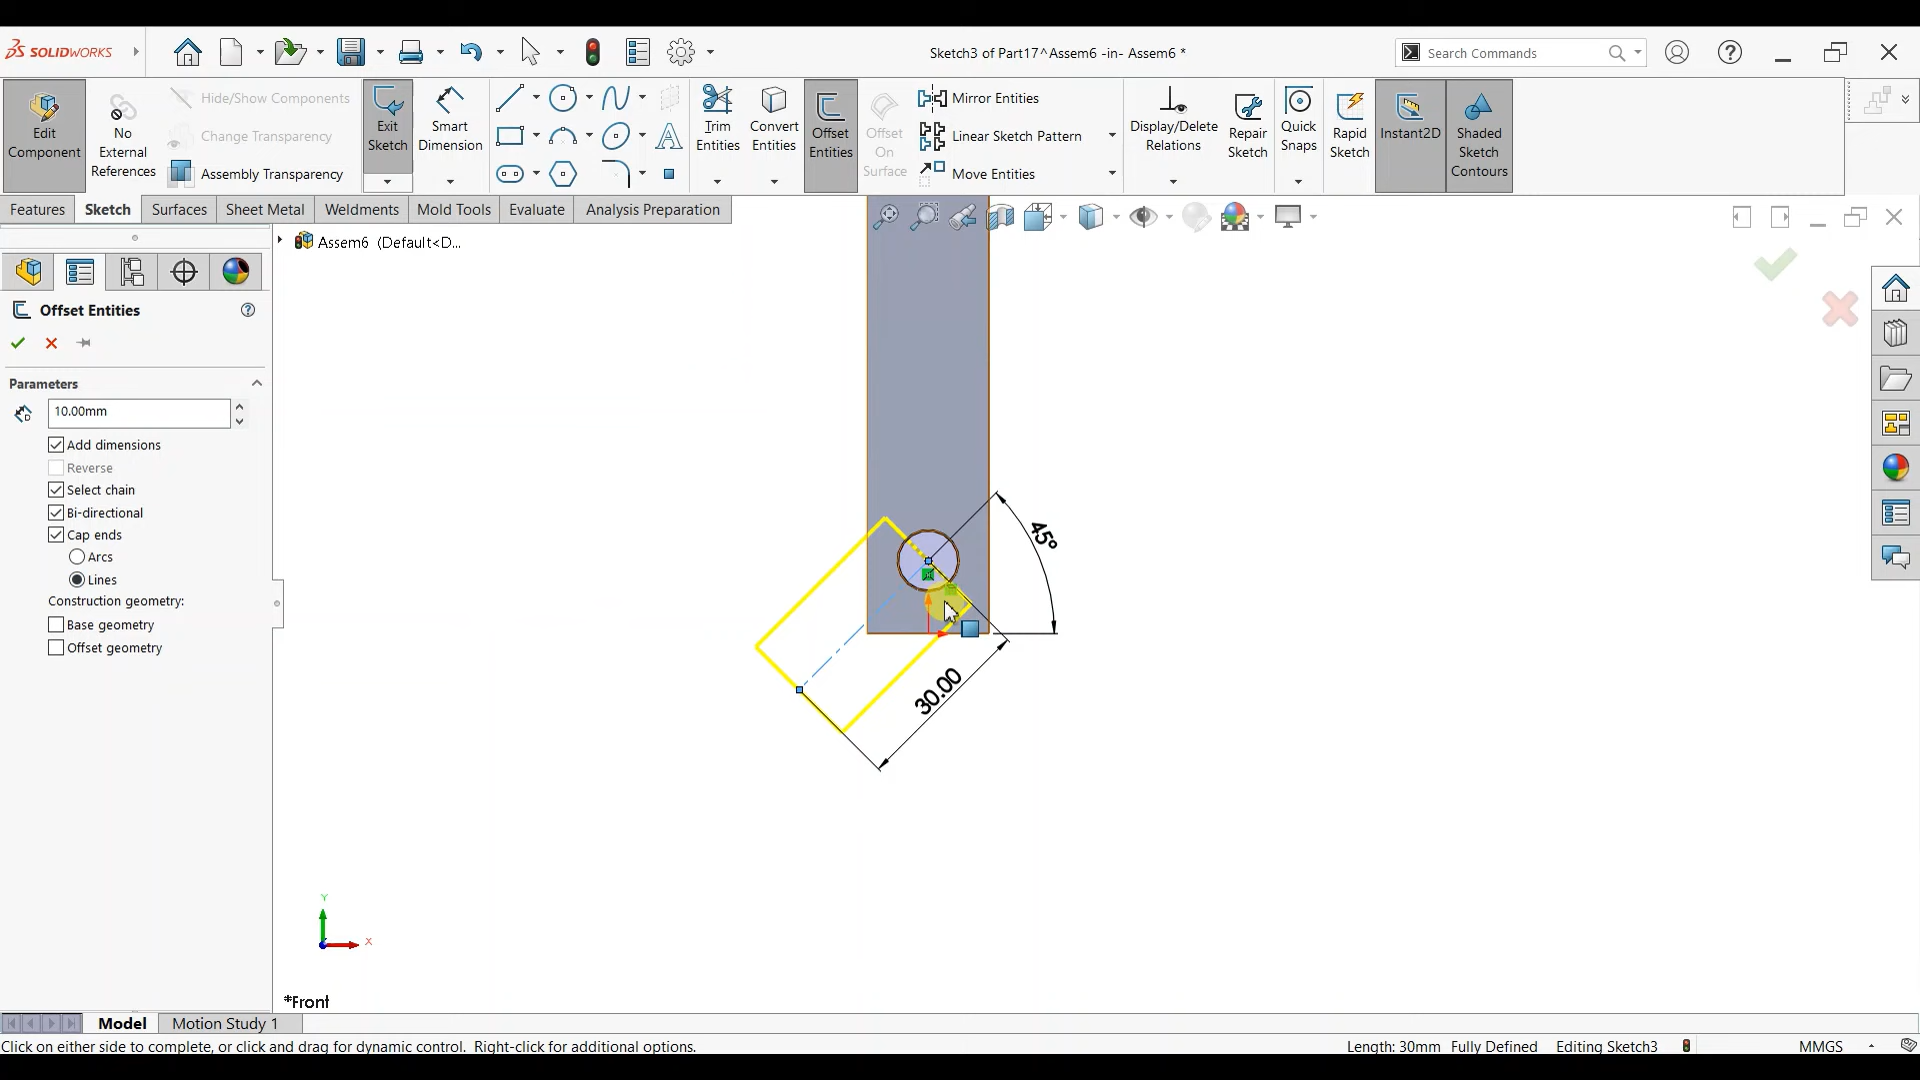 SOLIDWORKS
Sketch3 of Part17^Assem6 -in- Assem6 *
Search Commands
Edit Component
No External References
Hide/Show Components
Change Transparency
Assembly Transparency
Exit Sketch
Smart Dimension
Trim Entities
Convert Entities
Offset Entities
Offset On Surface
Mirror Entities
Linear Sketch Pattern
Move Entities
Display/Delete Relations
Repair Sketch
Quick Snaps
Rapid Sketch
Instant2D
Shaded Sketch Contours
Features
Sketch
Surfaces
Sheet Metal
Weldments
Mold Tools
Evaluate
Analysis Preparation
Assem6 (Default<D...
Offset Entities
Parameters
10.00mm
Add dimensions
Reverse
Select chain
Bi-directional
Cap ends
Arcs
Lines
Construction geometry:
Base geometry
Offset geometry
45°
30.00
Y
X
*Front
Model
Motion Study 1
Click on either side to complete, or click and drag for dynamic control. Right-click for additional options.
Length: 30mm Fully Defined Editing Sketch3
MMGS